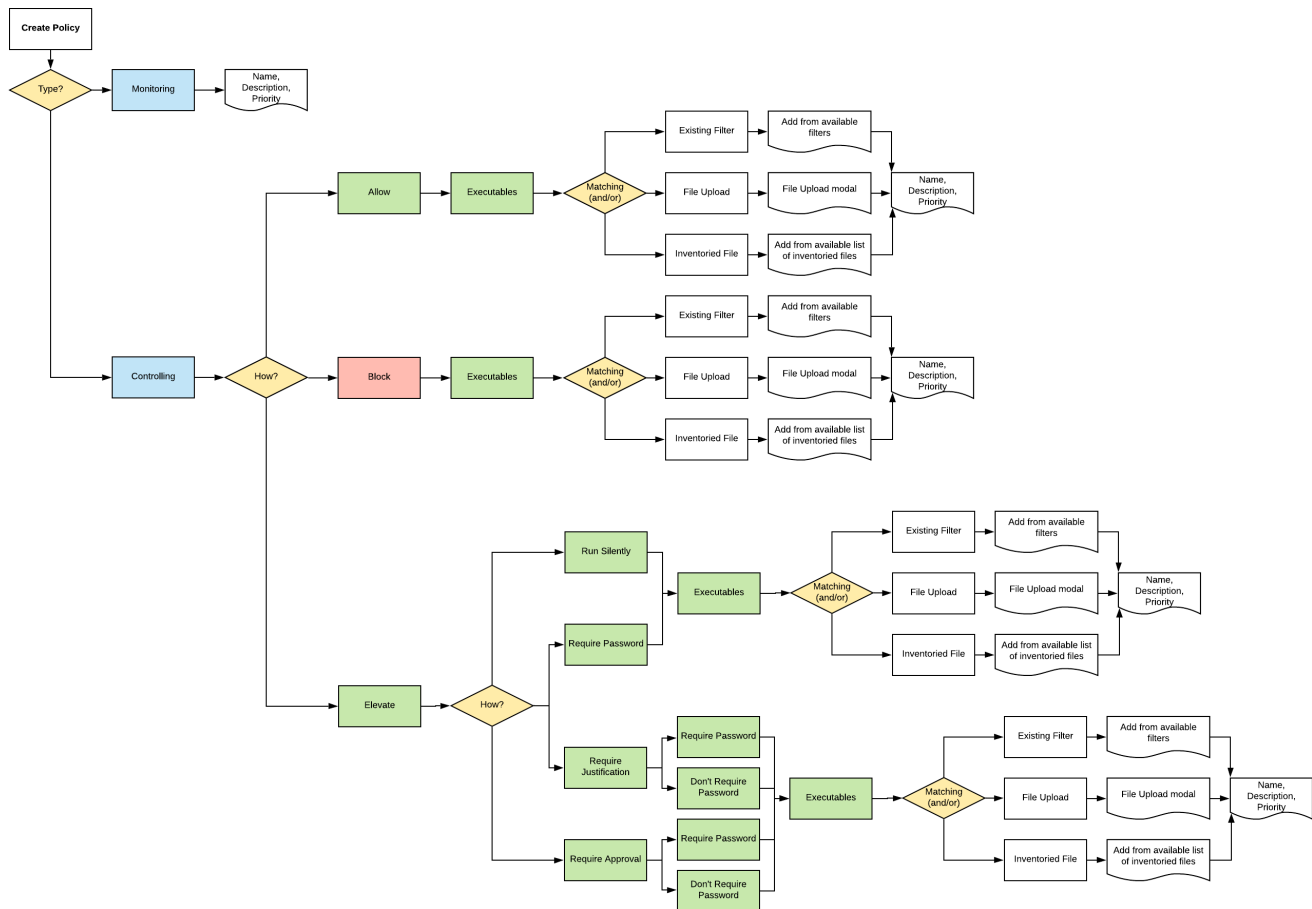 Create Policy
Type?
Monitoring
Name,
Description,
Priority
Controlling
How?
Allow
Executables
Matching
(and/or)
Existing Filter
Add from available
filters
File Upload
File Upload modal
Inventoried File
Add from available list
of inventoried files
Name,
Description,
Priority
Block
Executables
Matching
(and/or)
Existing Filter
Add from available
filters
File Upload
File Upload modal
Inventoried File
Add from available list
of inventoried files
Name,
Description,
Priority
Elevate
How?
Run Silently
Require Password
Executables
Matching
(and/or)
Existing Filter
Add from available
filters
File Upload
File Upload modal
Inventoried File
Add from available list
of inventoried files
Name,
Description,
Priority
Require
Justification
Require Password
Don't Require
Password
Require Approval
Require Password
Don't Require
Password
Executables
Matching
(and/or)
Existing Filter
Add from available
filters
File Upload
File Upload modal
Inventoried File
Add from available list
of inventoried files
Name,
Description,
Priority